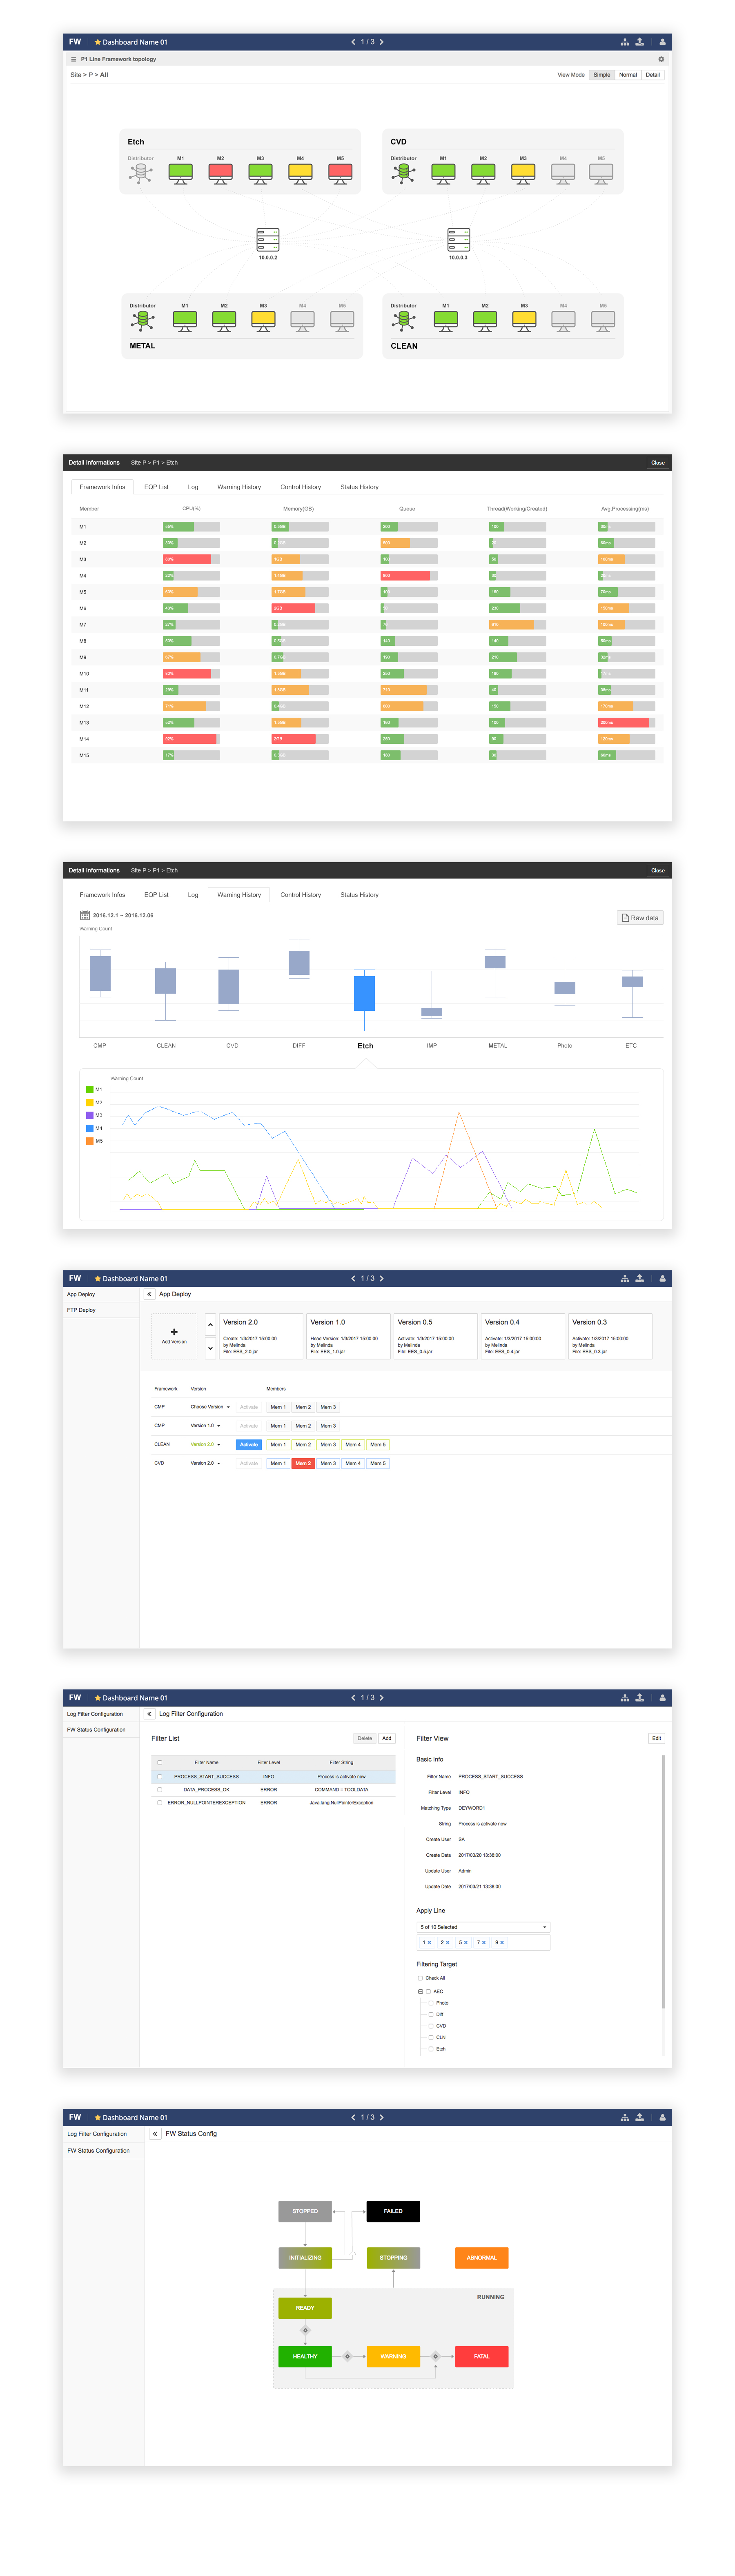 FW Dashboard Name 01 1 / 3
P1 Line Framework topology
Site > P > All View Mode Simple Normal Detail
Etch
Distributor M1 M2 M3 M4 M5
CVD
Distributor M1 M2 M3 M4 M5
10.0.0.2 10.0.0.3
Distributor M1 M2 M3 M4 M5
METAL
Distributor M1 M2 M3 M4 M5
CLEAN
Detail Informations Site P > P1 > Etch Close
Framework Infos EQP List Log Warning History Control History Status History
Member CPU(%) Memory(GB) Queue Thread(Working/Created) Avg.Processing(ms)
M1
M2
M3
M4
M5
M6
M7
M8
M9
M10
M11
M12
M13
M14
M15
Detail Informations Site P > P1 > Etch Close
Framework Infos EQP List Log Warning History Control History Status History
2016.12.1 ~ 2016.12.06 Raw data
Warning Count
CMP CLEAN CVD DIFF Etch IMP METAL Photo ETC
Warning Count
M1
M2
M3
M4
M5
FW Dashboard Name 01 1 / 3
App Deploy
FTP Deploy
App Deploy
Add Version
Version 2.0
Create: 1/3/2017 15:00:00
by Melinda
File: EES_2.0.jar
Version 1.0
Head Version: 1/3/2017 15:00:00
by Melinda
File: EES_1.0.jar
Version 0.5
Activate: 1/3/2017 15:00:00
by Melinda
File: EES_0.5.jar
Version 0.4
Activate: 1/3/2017 15:00:00
by Melinda
File: EES_0.4.jar
Version 0.3
Activate: 1/3/2017 15:00:00
by Melinda
File: EES_0.3.jar
Framework Version Members
CMP Choose Version Activate Mem 1 Mem 2 Mem 3
CMP Version 1.0 Activate Mem 1 Mem 2 Mem 3
CLEAN Version 2.0 Activate Mem 1 Mem 2 Mem 3 Mem 4 Mem 5
CVD Version 2.0 Activate Mem 1 Mem 2 Mem 3 Mem 4 Mem 5
FW Dashboard Name 01 1 / 3
Log Filter Configuration
FW Status Configuration
Log Filter Configuration
Filter List Delete Add
Filter Name Filter Level Filter String
PROCESS_START_SUCCESS INFO Process is activate now
DATA_PROCESS_OK ERROR COMMAND = TOOLDATA
ERROR_NULLPOINTEREXCEPTION ERROR Java.lang.NullPointerException
Filter View Edit
Basic Info
Filter Name PROCESS_START_SUCCESS
Filter Level INFO
Matching Type DEYWORD1
String Process is activate now
Create User SA
Create Data 2017/03/20 13:38:00
Update User Admin
Update Date 2017/03/21 13:38:00
Apply Line
5 of 10 Selected
1 × 2 × 5 × 7 × 9 ×
Filtering Target
Check All
AEC
Photo
Diff
CVD
CLN
Etch
FW Dashboard Name 01 1 / 3
Log Filter Configuration
FW Status Configuration
FW Status Config
STOPPED FAILED
INITIALIZING STOPPING ABNORMAL
RUNNING
READY
HEALTHY WARNING FATAL